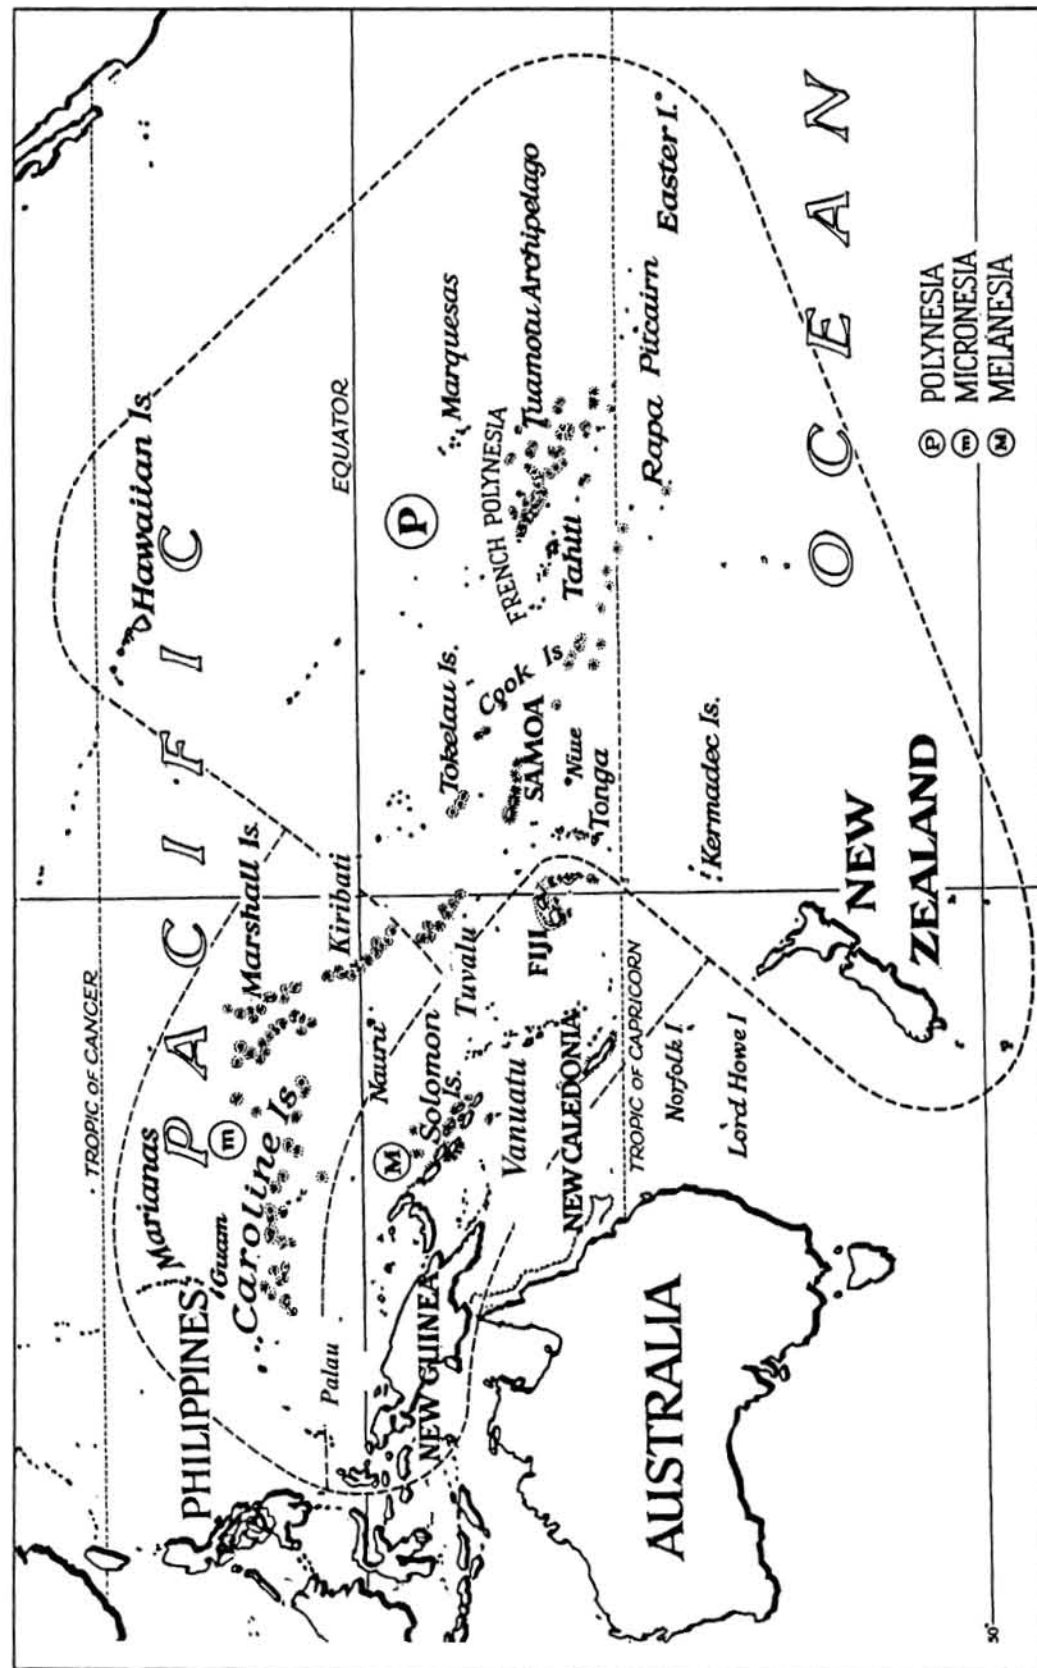 TROPIC OF CANCER
PACIFIC
OCEAN
Hawaiian Is.
EQUATOR
Marquesas
FRENCH POLYNESIA
Tuamotu Archipelago
Tahiti
Rapa
Pitcairn
Easter I.
P
Tokelau Is.
Cook Is
SAMOA
Niue
Tonga
Kermadec Is.
NEW
ZEALAND
Marshall Is.
Kiribati
Tuvalu
FIJI
Nauru
Solomon
Is.
Vanuatu
NEW CALEDONIA
TROPIC OF CAPRICORN
Norfolk I.
Lord Howe I
Marianas
m
Guam
Caroline Is
M
PHILIPPINES
Palau
NEW GUINEA
AUSTRALIA
50°
P POLYNESIA
m MICRONESIA
M MELANESIA